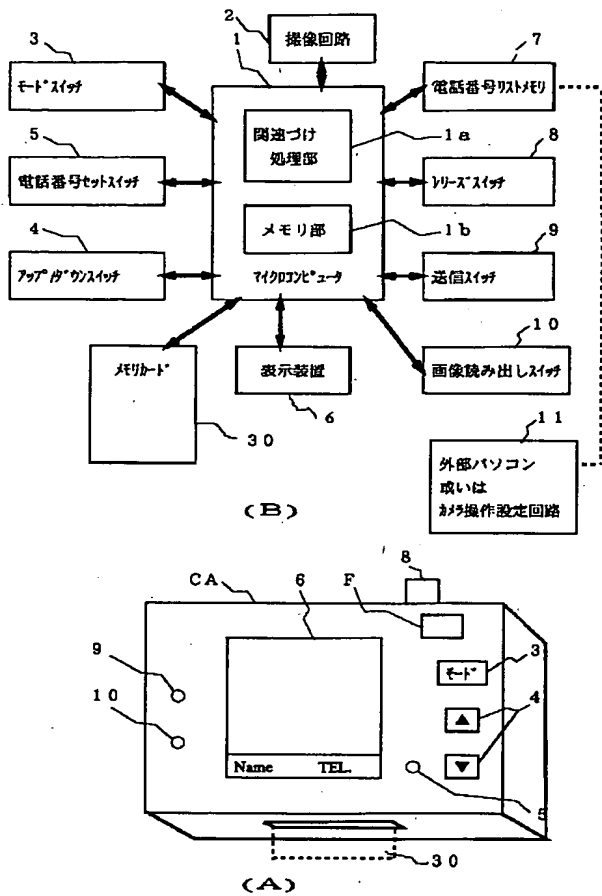 2
撮像回路
3
モードスイッチ
1
7
電話番号リストメモリ
関連づけ
処理部
1a
5
電話番号セットスイッチ
8
レリーズスイッチ
メモリ部
1b
4
アップ/ダウンスイッチ
マイクロコンピュータ
9
送信スイッチ
メモリカード
30
表示装置
6
10
画像読み出しスイッチ
11
外部パソコン
或いは
カメラ操作設定回路
(B)
CA
6
F
8
9
10
モード
3
4
▲
▼
5
Name TEL.
30
(A)